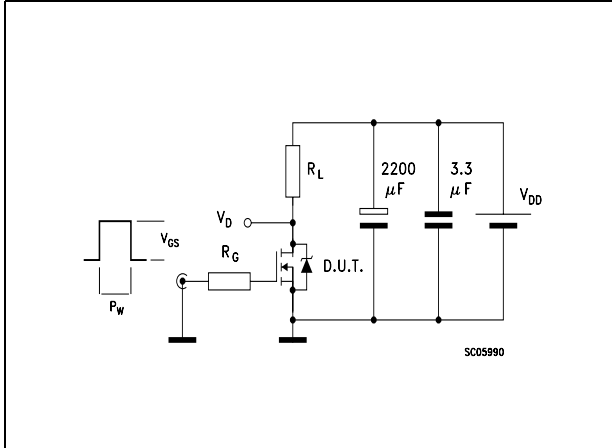 R_L
2200
μF
3.3
μF
V_DD
V_D
V_GS
R_G
D.U.T.
P_W
SC05990